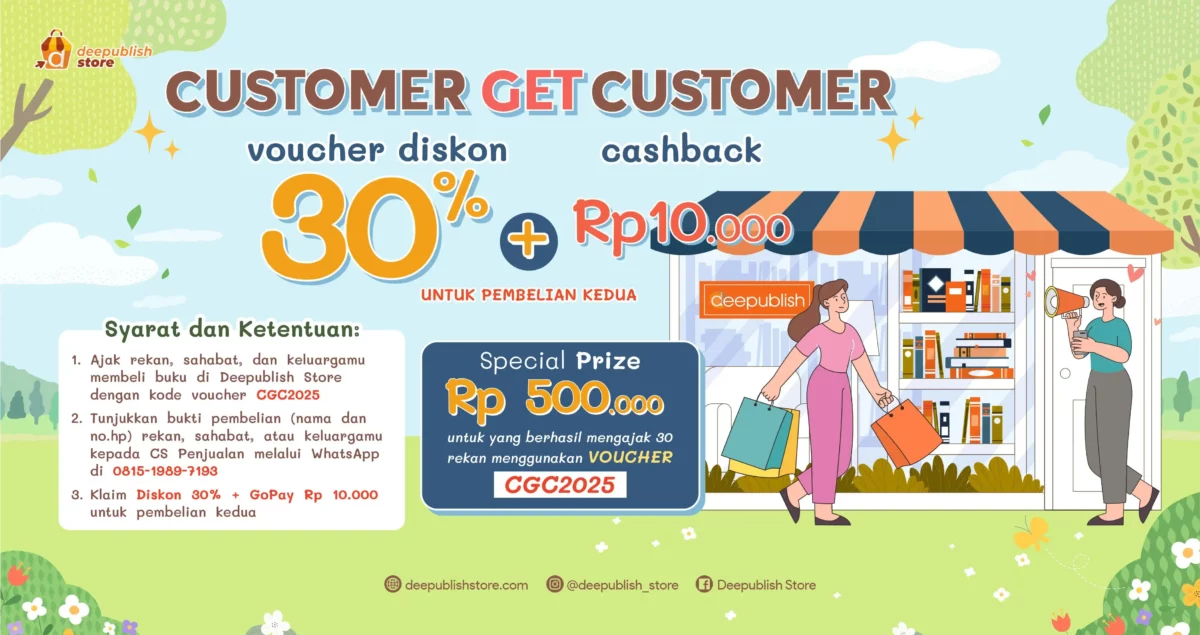 deepublish
store
CUSTOMER GET CUSTOMER
voucher diskon
30%
+
cashback
Rp10.000
UNTUK PEMBELIAN KEDUA
Syarat dan Ketentuan:
1. Ajak rekan, sahabat, dan keluargamu
membeli buku di Deepublish Store
dengan kode voucher CGC2025
2. Tunjukkan bukti pembelian (nama dan
no.hp) rekan, sahabat, atau keluargamu
kepada CS Penjualan melalui WhatsApp
di 0815-1989-7193
3. Klaim Diskon 30% + GoPay Rp 10.000
untuk pembelian kedua
Special Prize
Rp 500.000
untuk yang berhasil mengajak 30
rekan menggunakan VOUCHER
CGC2025
deepublish
deepublishstore.com
@deepublish_store
Deepublish Store